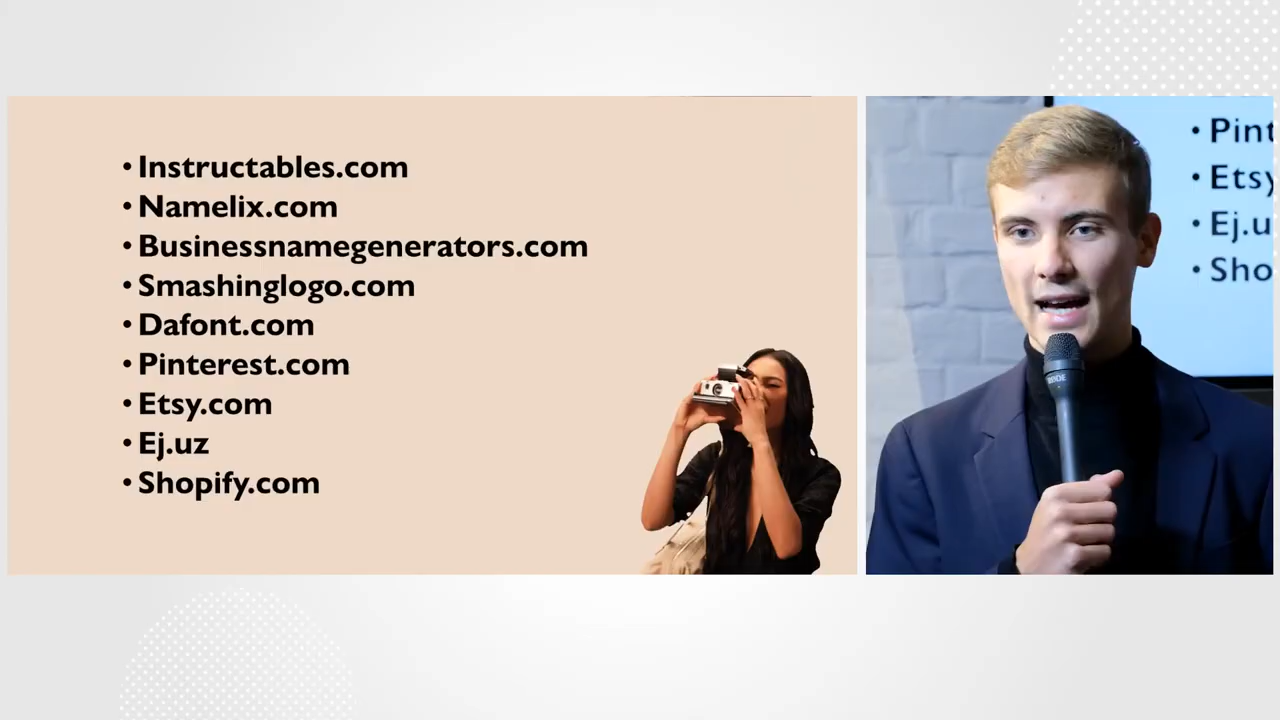 • Instructables.com
• Namelix.com
• Businessnamegenerators.com
• Smashinglogo.com
• Dafont.com
• Pinterest.com
• Etsy.com
• Ej.uz
• Shopify.com
• Pint
• Etsy
• Ej.u
• Sho
RODE